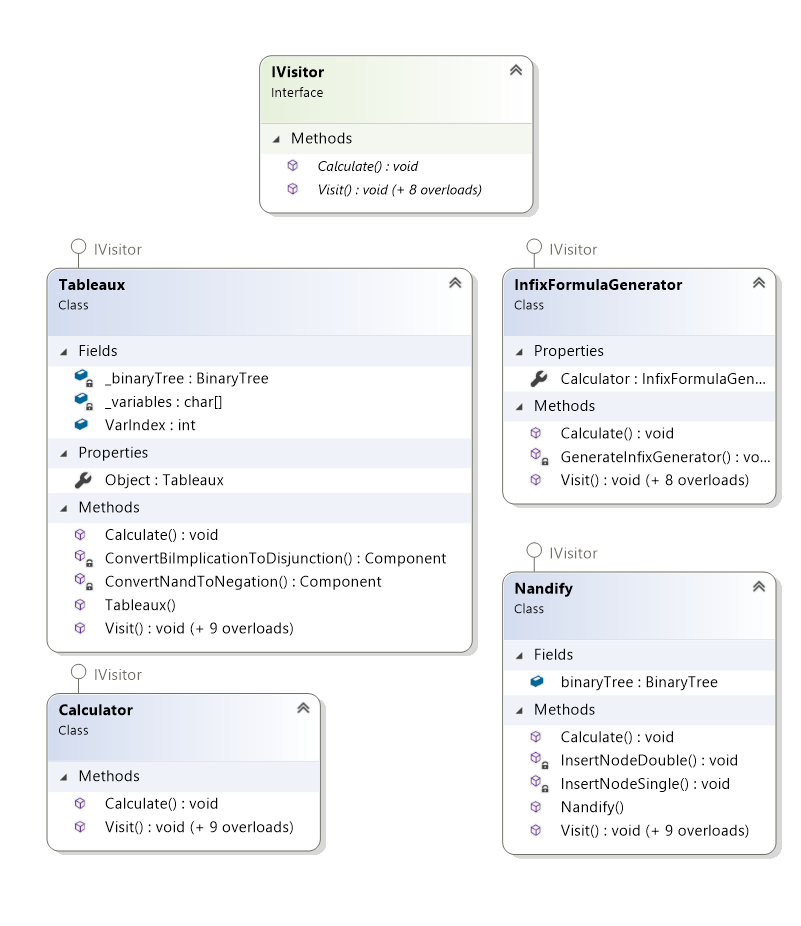 IVisitor
Interface
Methods
Calculate() : void
Visit() : void (+ 8 overloads)
IVisitor
Tableaux
Class
Fields
_binaryTree : BinaryTree
_variables : char[]
VarIndex : int
Properties
Object : Tableaux
Methods
Calculate() : void
ConvertBiImplicationToDisjunction() : Component
ConvertNandToNegation() : Component
Tableaux()
Visit() : void (+ 9 overloads)
IVisitor
Calculator
Class
Methods
Calculate() : void
Visit() : void (+ 9 overloads)
IVisitor
InfixFormulaGenerator
Class
Properties
Calculator : InfixFormulaGen...
Methods
Calculate() : void
GenerateInfixGenerator() : vo...
Visit() : void (+ 8 overloads)
IVisitor
Nandify
Class
Fields
binaryTree : BinaryTree
Methods
Calculate() : void
InsertNodeDouble() : void
InsertNodeSingle() : void
Nandify()
Visit() : void (+ 9 overloads)